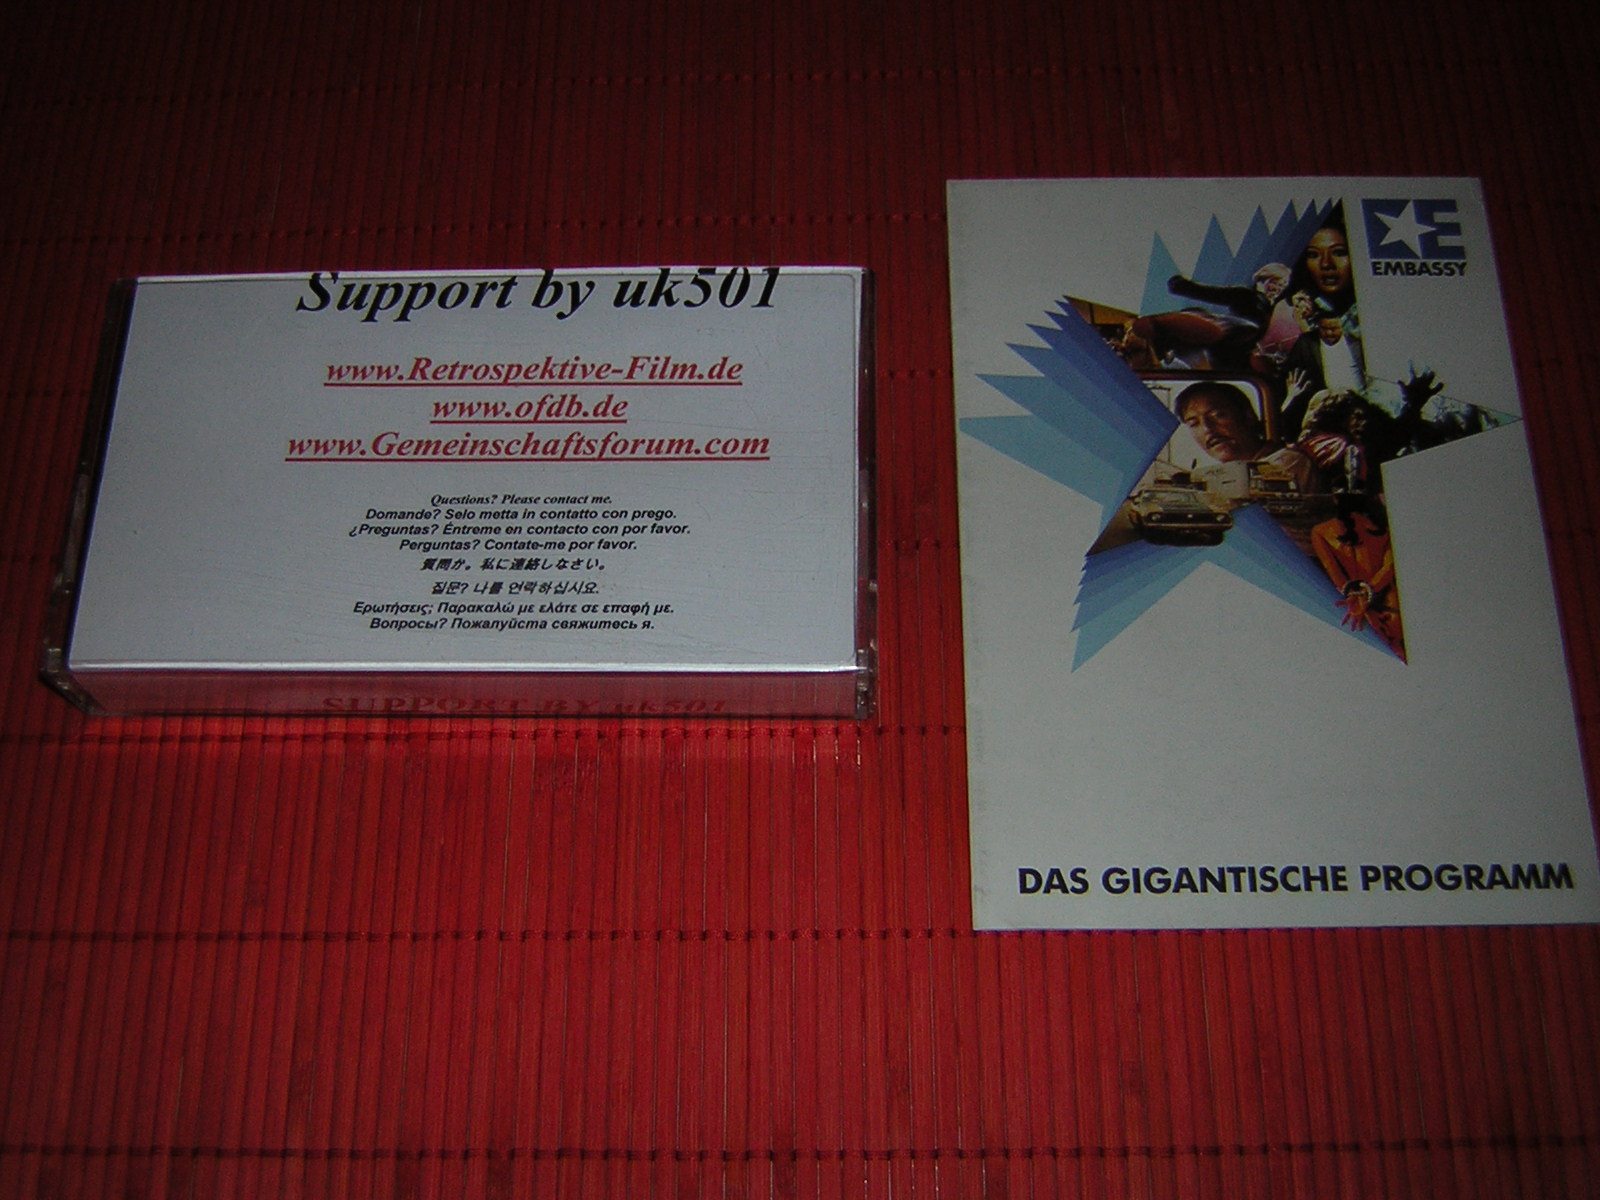 Support by uk501
www.Retrospektive-Film.de
www.ofdb.de
www.Gemeinschaftsforum.com
Questions? Please contact me.
Domande? Selo metta in contatto con prego.
¿Preguntas? Éntreme en contacto con por favor.
Perguntas? Contate-me por favor.
質問か。私に連絡しなさい。
질문? 나를 연락하십시요.
Ερωτήσεις; Παρακαλώ με ελάτε σε επαφή με.
Вопросы? Пожалуйста свяжитесь я.
SUPPORT BY uk501
E
EMBASSY
DAS GIGANTISCHE PROGRAMM